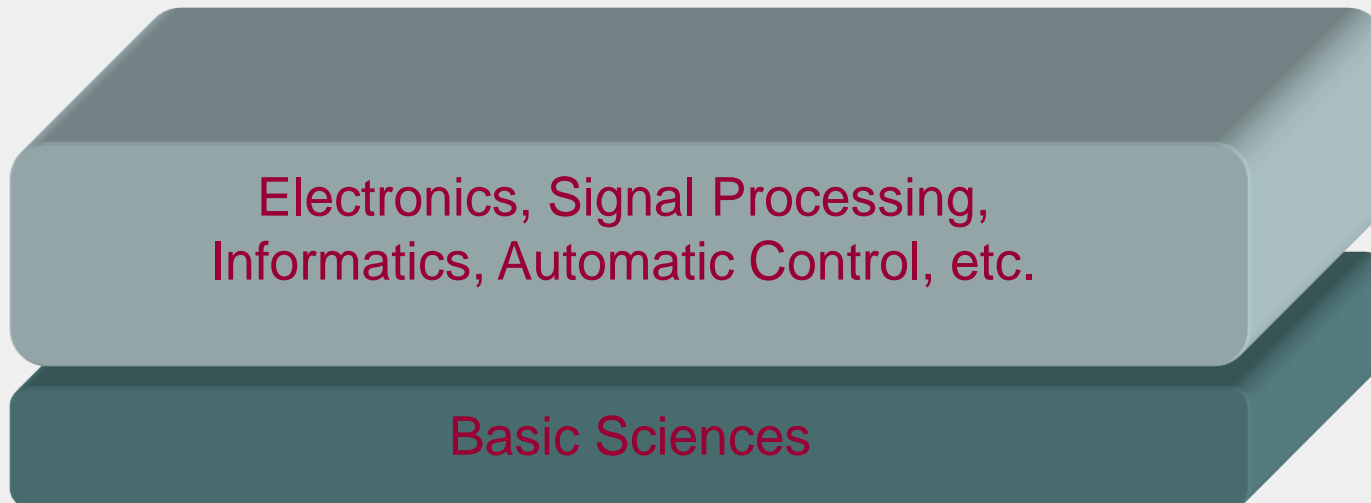 Electronics, Signal Processing,
Informatics, Automatic Control, etc.
Basic Sciences